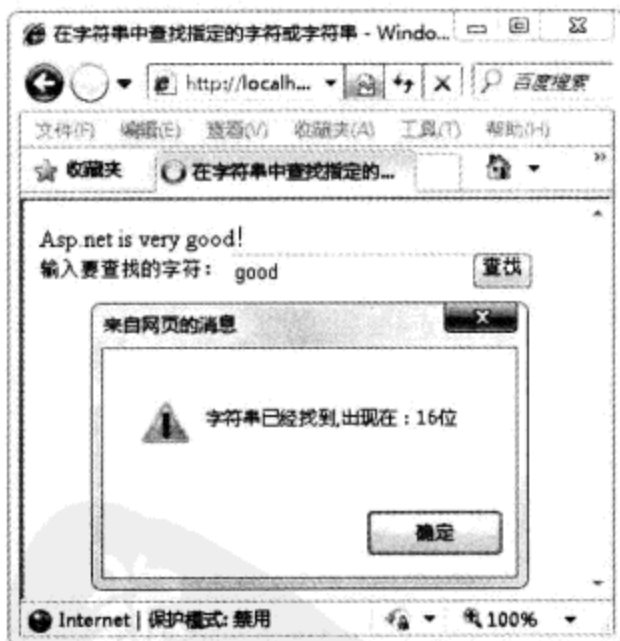 在字符串中查找指定的字符或字符串 - Windo...
http://localh... 百度搜索
文件(F) 编辑(E) 查看(V) 收藏夹(A) 工具(T) 帮助(H)
收藏夹 在字符串中查找指定的... »
Asp.net is very good!
输入要查找的字符： good 查找
来自网页的消息
字符串已经找到,出现在：16位
确定
Internet | 保护模式: 禁用 100%